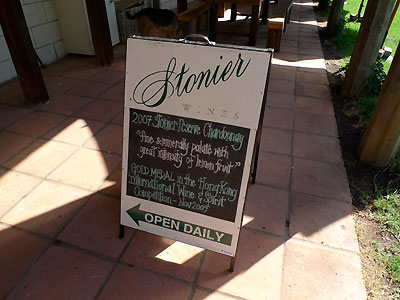 Stonier
WINES
2007 Stonier Reserve Chardonnay
"Fine & minerally palate with
great intensity of lemon fruit"
GOLD MEDAL in the Hong Kong
International Wine & Spirit
Competition - Nov 2009
OPEN DAILY